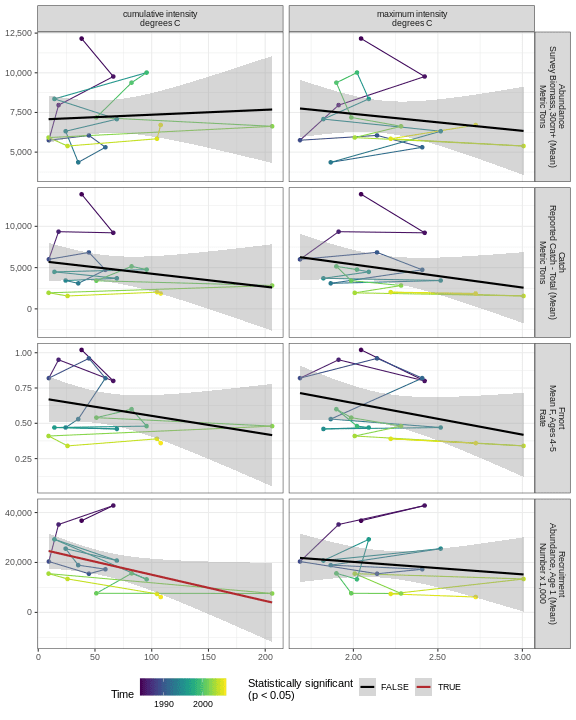 cumulative intensity
degrees C
maximum intensity
degrees C
12,500
10,000
7,500
5,000
Abundance
Survey Biomass, 30cm+ (Mean)
Metric Tons
10,000
5,000
0
Catch
Reported Catch - Total (Mean)
Metric Tons
1.00
0.75
0.50
0.25
Fmort
Mean F, Ages 4-5
Rate
40,000
20,000
0
Recruitment
Abundance, Age 1 (Mean)
Number x 1,000
0 50 100 150 200
2.00 2.50 3.00
Time
1990 2000
Statistically significant
(p < 0.05)
FALSE
TRUE